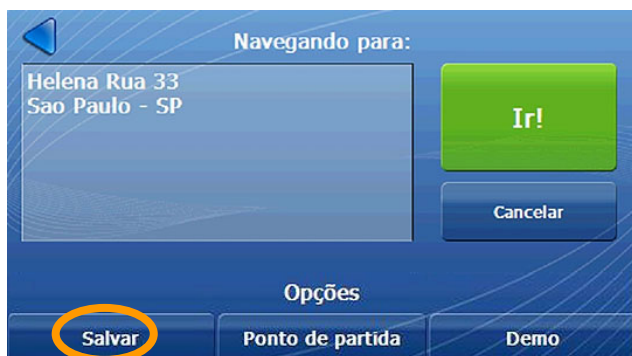 Navegando para:
Helena Rua 33
Sao Paulo - SP
Ir!
Cancelar
Opções
Salvar
Ponto de partida
Demo